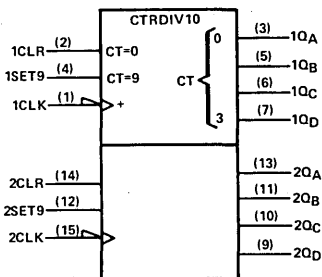 CTRDIV10
1CLR (2) CT=0
1SET9 (4) CT=9
1CLK (1) +
CT 0 3
(3) 1QA
(5) 1QB
(6) 1QC
(7) 1QD
2CLR (14)
2SET9 (12)
2CLK (15)
(13) 2QA
(11) 2QB
(10) 2QC
(9) 2QD